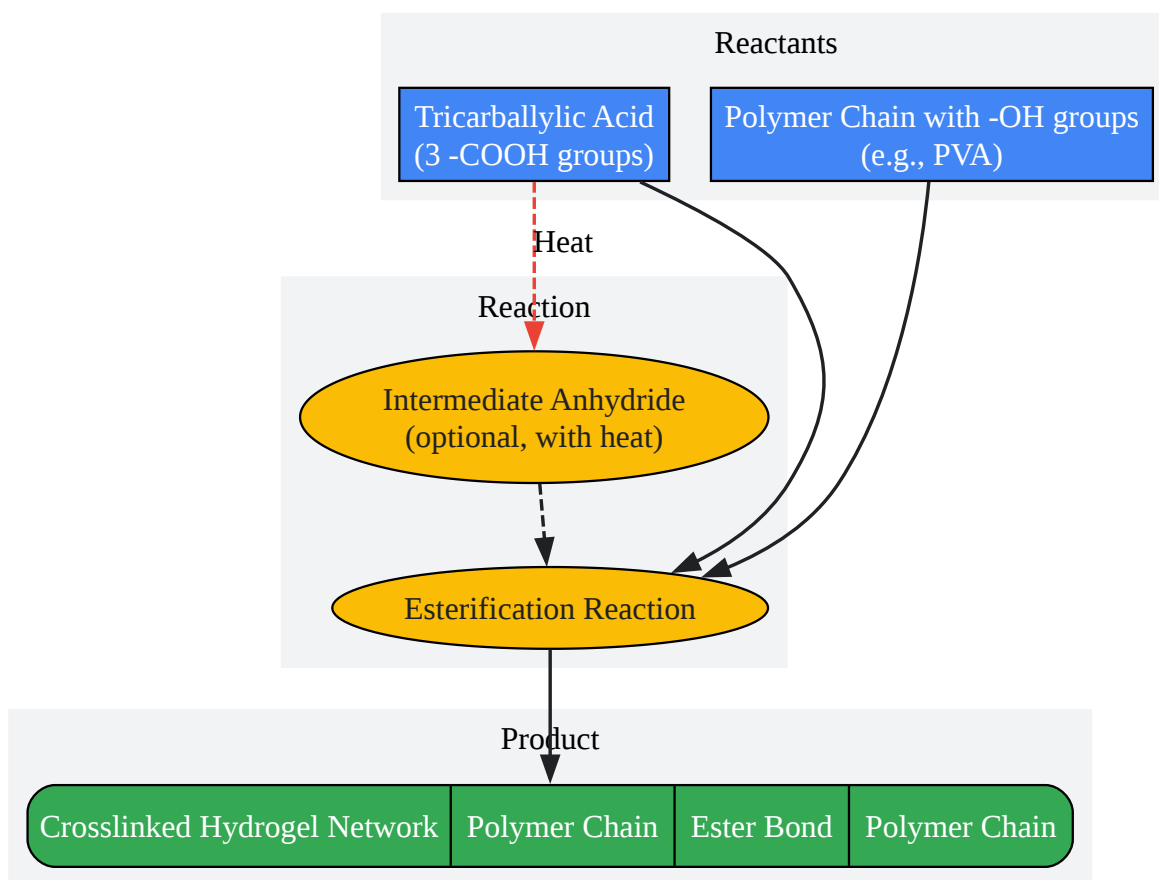 Reactants
Tricarballylic Acid
(3 -COOH groups)
Polymer Chain with -OH groups
(e.g., PVA)
Heat
Reaction
Intermediate Anhydride
(optional, with heat)
Esterification Reaction
Product
Crosslinked Hydrogel Network
Polymer Chain
Ester Bond
Polymer Chain